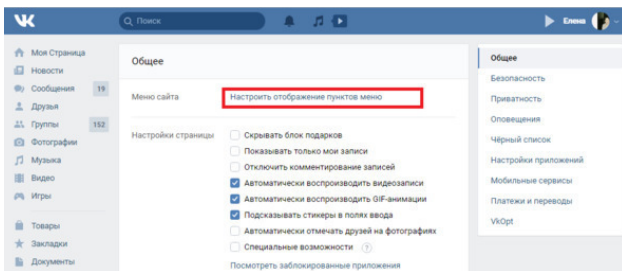 Поиск
Елена
Моя Страница
Новости
Сообщения 19
Друзья
Группы 152
Фотографии
Музыка
Видео
Игры
Товары
Закладки
Документы
Общее
Меню сайта Настроить отображение пунктов меню
Настройки страницы Скрывать блок подарков
Показывать только мои записи
Отключить комментирование записей
Автоматически воспроизводить видеозаписи
Автоматически воспроизводить GIF-анимации
Подсказывать стикеры в полях ввода
Автоматически отмечать друзей на фотографиях
Специальные возможности ?
Посмотреть заблокированные приложения
Общее
Безопасность
Приватность
Оповещения
Чёрный список
Настройки приложений
Мобильные сервисы
Платежи и переводы
VkOpt